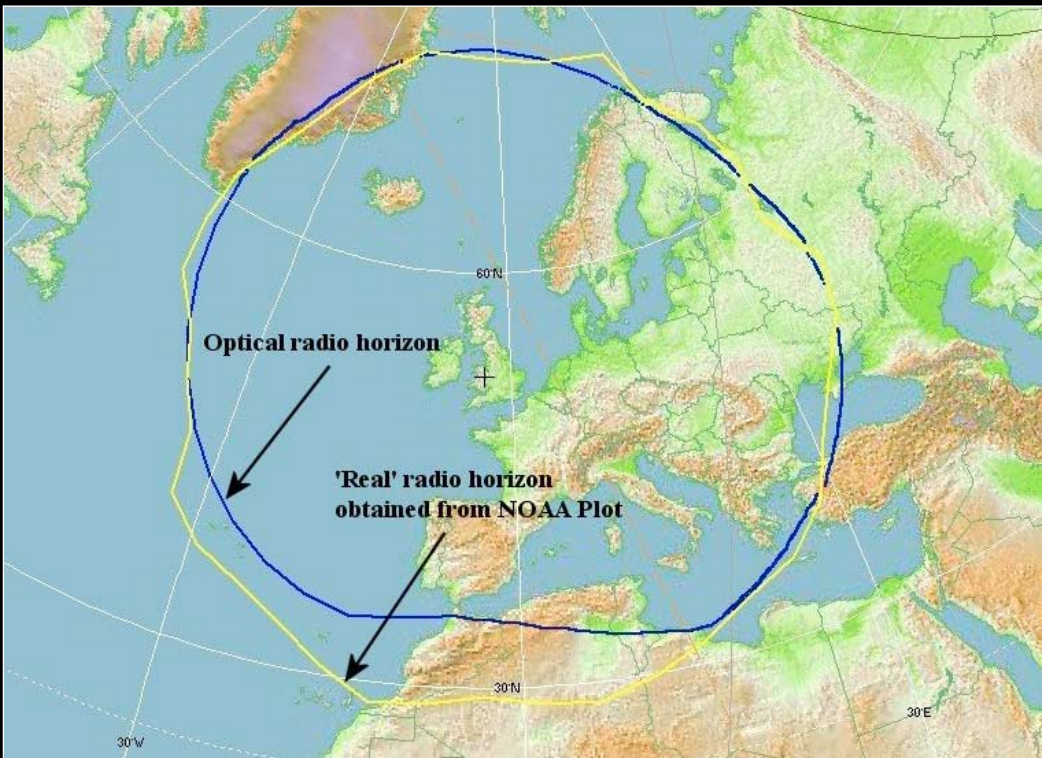 60°N
Optical radio horizon
'Real' radio horizon
obtained from NOAA Plot
30°N
30°E
30°W